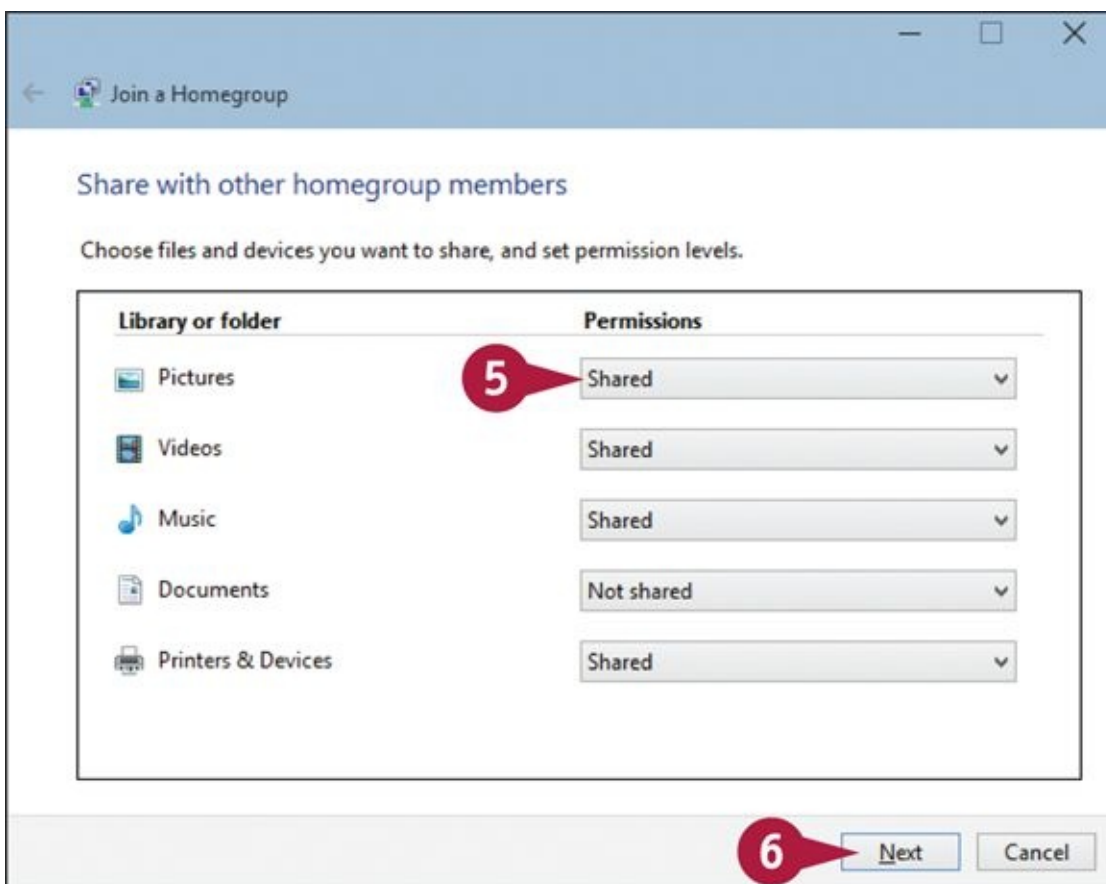 Join a Homegroup
Share with other homegroup members
Choose files and devices you want to share, and set permission levels.
Library or folder Permissions
Pictures 5 Shared
Videos Shared
Music Shared
Documents Not shared
Printers & Devices Shared
6 Next Cancel